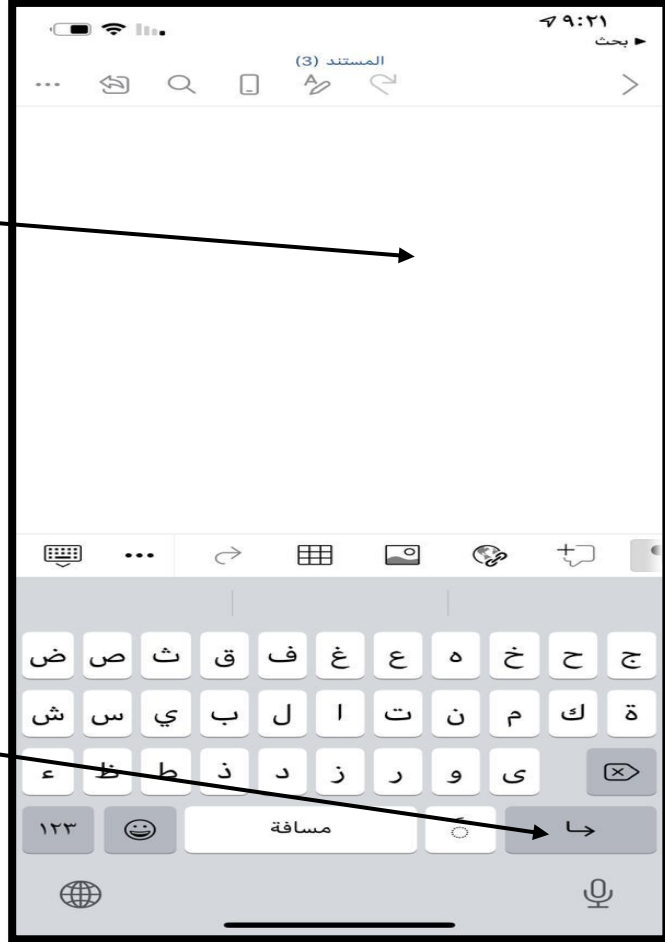 ٩:٢١
◄ بحث
المستند (3)
ض ص ث ق ف غ ع ه خ ح ج
ش س ي ب ل ا ت ن م ك ة
ء ظ ط ذ د ز ر و ى
١٢٣ مسافة